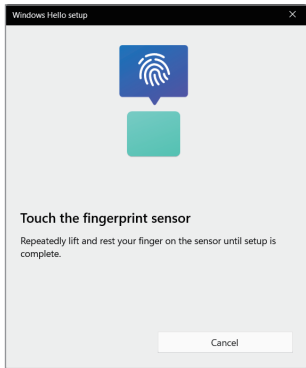 Windows Hello setup
Touch the fingerprint sensor
Repeatedly lift and rest your finger on the sensor until setup is
complete.
Cancel